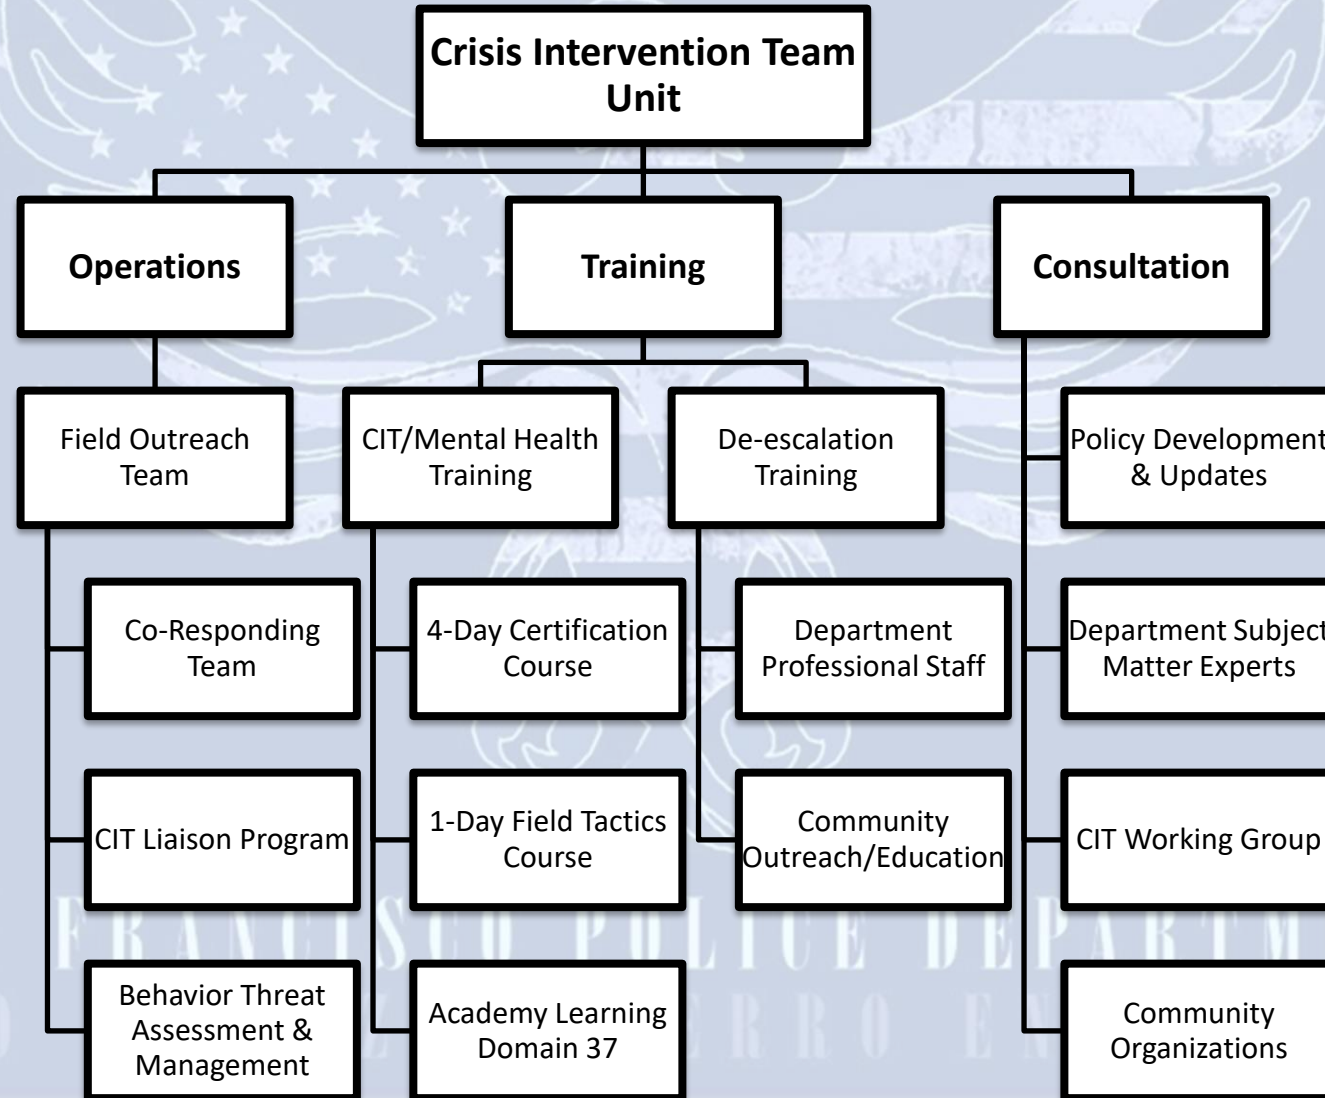 Crisis Intervention Team
Unit
Operations
Training
Consultation
Field Outreach
Team
CIT/Mental Health
Training
De-escalation
Training
Policy Development
& Updates
Co-Responding
Team
4-Day Certification
Course
Department
Professional Staff
Department Subject
Matter Experts
CIT Liaison Program
1-Day Field Tactics
Course
Community
Outreach/Education
CIT Working Group
FRANCISCO POLICE DEPARTM
Behavior Threat
Assessment &
Management
Academy Learning
Domain 37
Community
Organizations